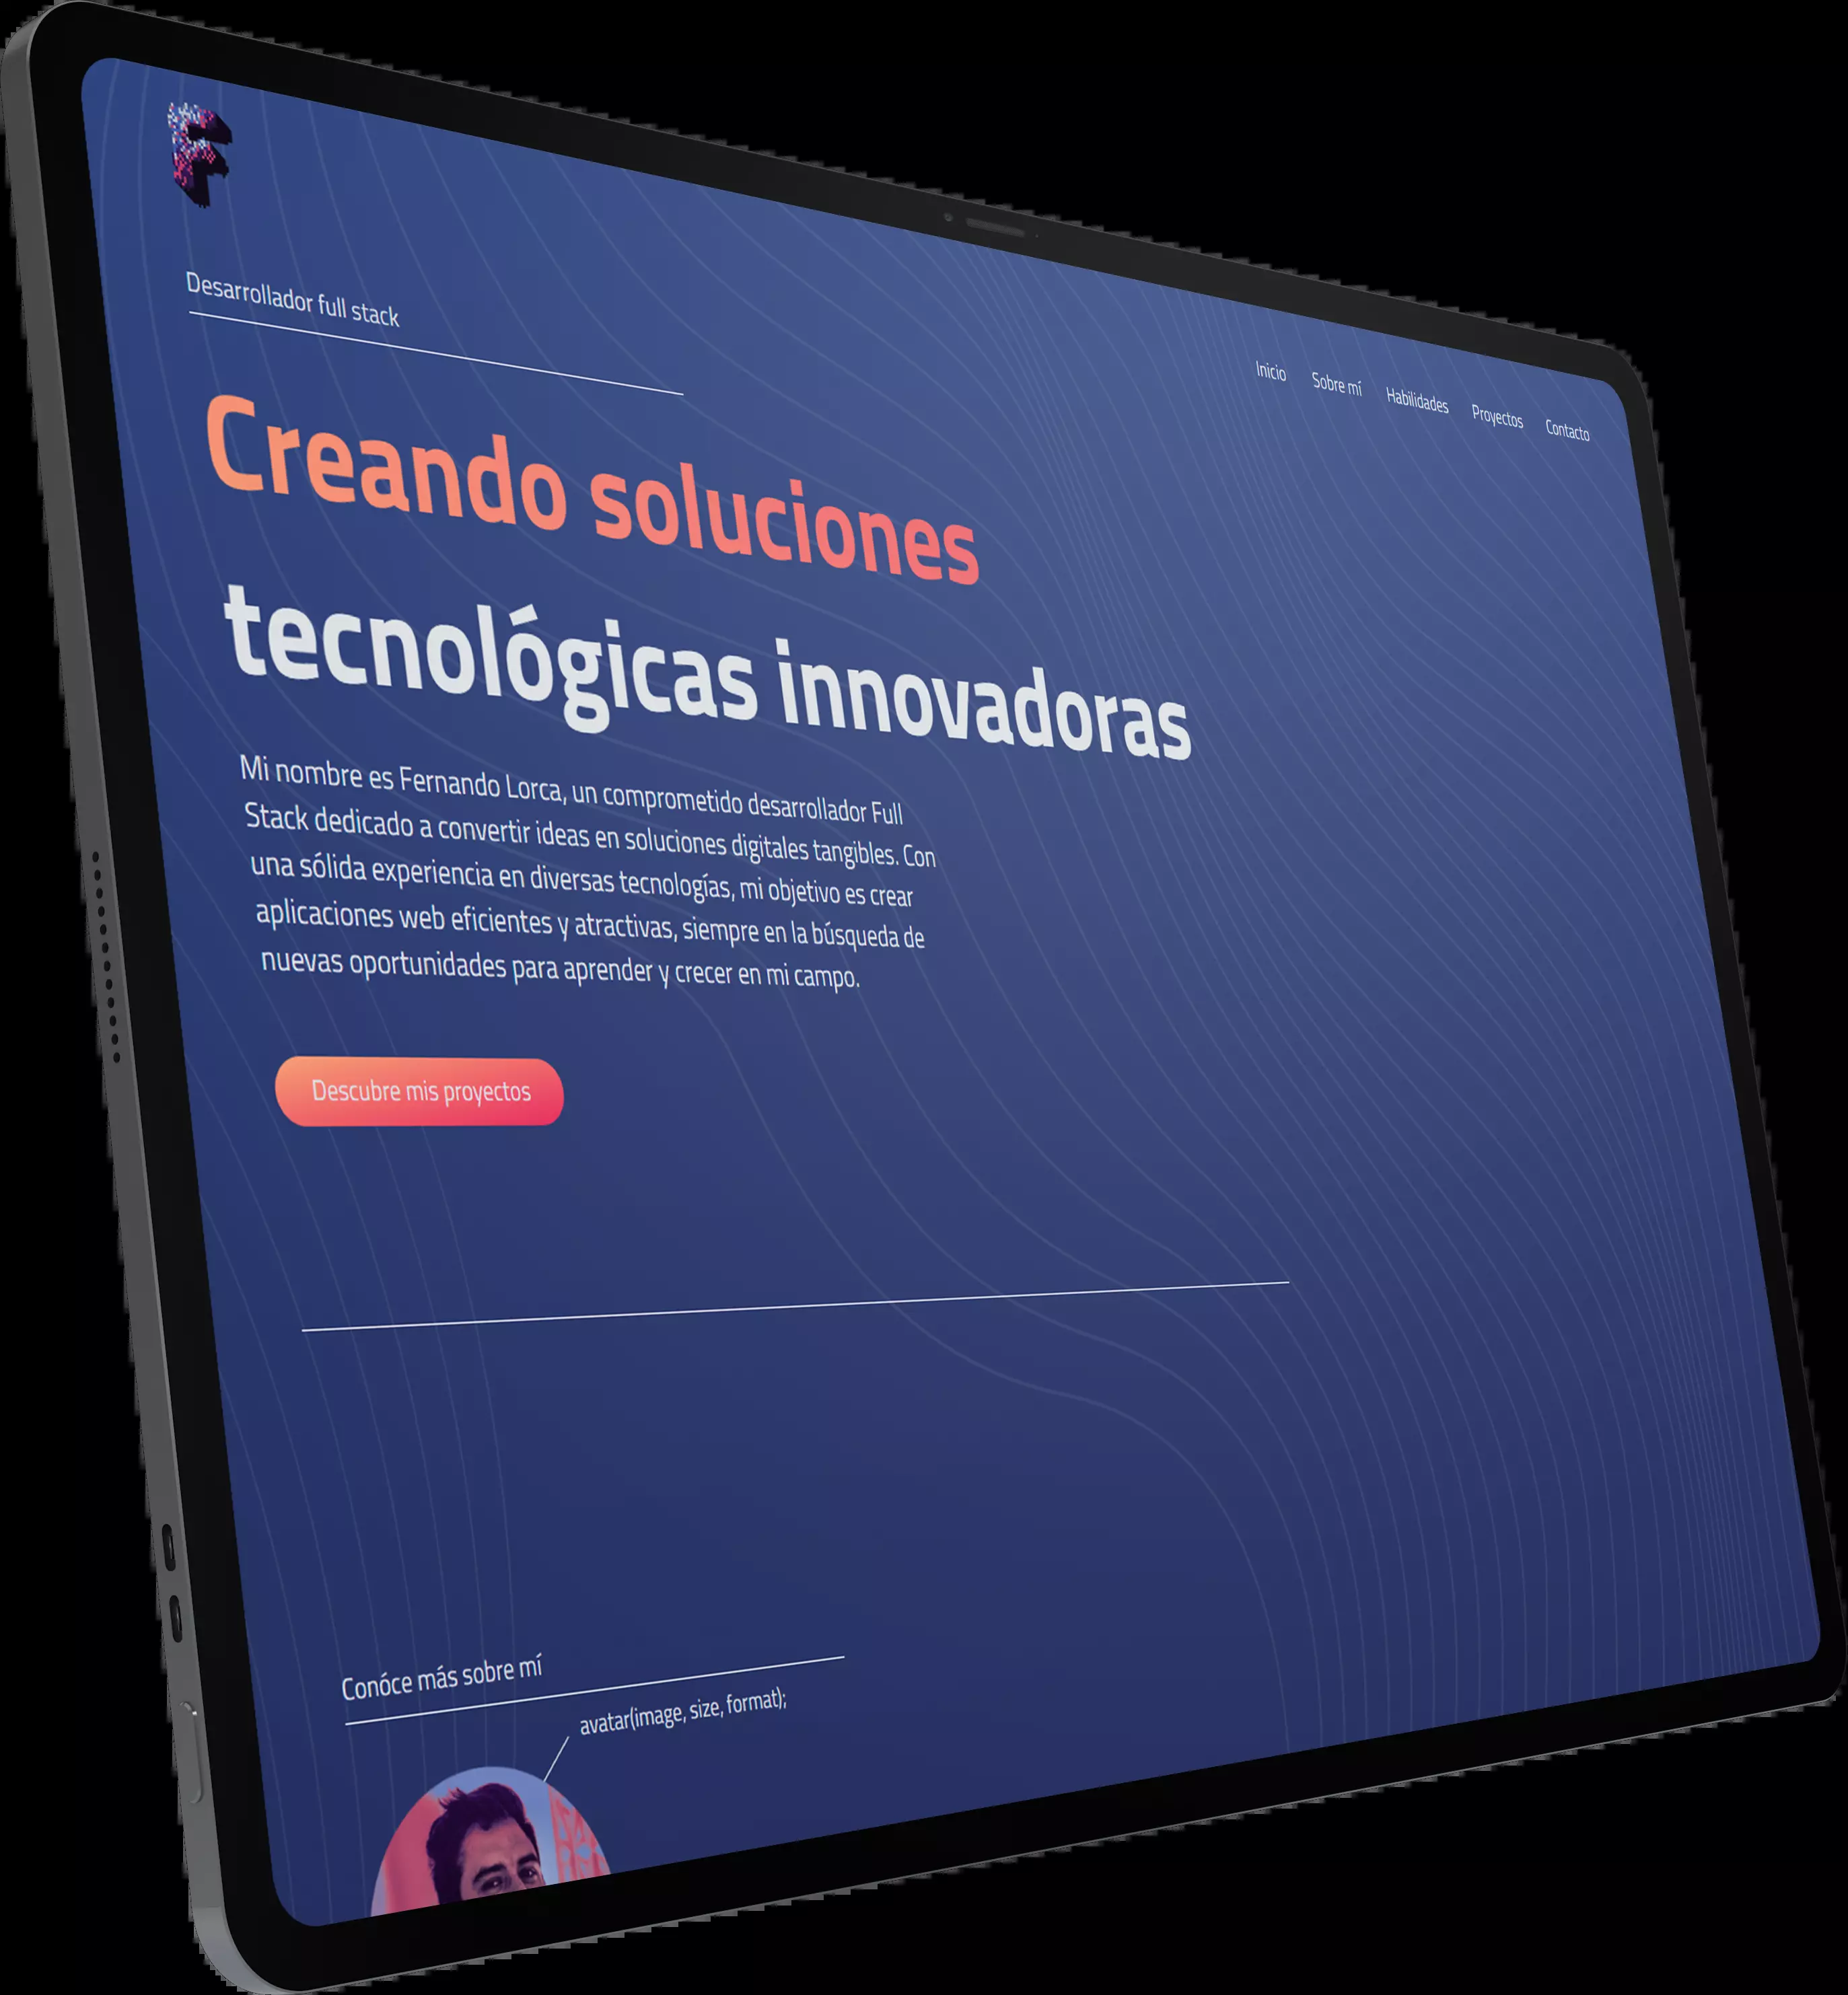 F
Inicio Sobre mí Habilidades Proyectos Contacto
Desarrollador full stack
Creando soluciones
tecnológicas innovadoras
Mi nombre es Fernando Lorca, un comprometido desarrollador Full
Stack dedicado a convertir ideas en soluciones digitales tangibles. Con
una sólida experiencia en diversas tecnologías, mi objetivo es crear
aplicaciones web eficientes y atractivas, siempre en la búsqueda de
nuevas oportunidades para aprender y crecer en mi campo.
Descubre mis proyectos
Conóce más sobre mí
avatar(image, size, format);